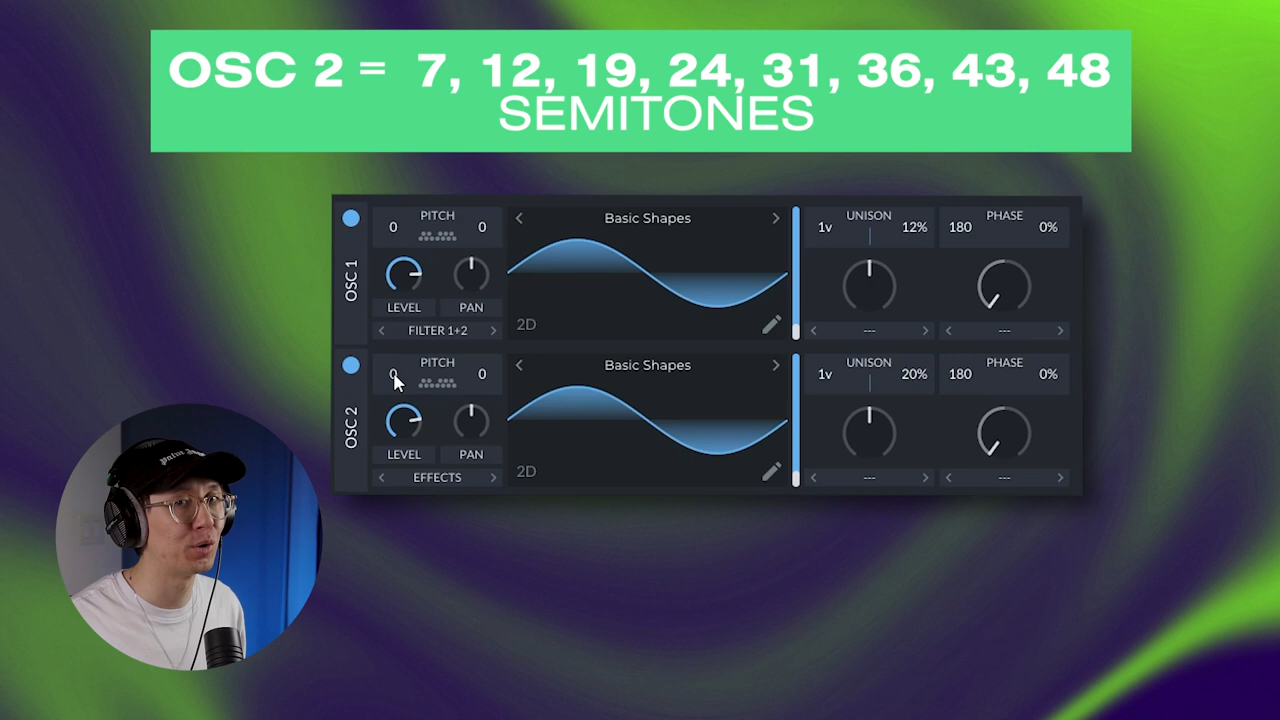 OSC 2 = 7, 12, 19, 24, 31, 36, 43, 48
SEMITONES
PITCH
0 0
LEVEL PAN
FILTER 1+2
OSC 1
Basic Shapes
2D
UNISON
1v 12%
---
PHASE
180 0%
---
PITCH
0 0
LEVEL PAN
EFFECTS
OSC 2
Basic Shapes
2D
UNISON
1v 20%
---
PHASE
180 0%
---